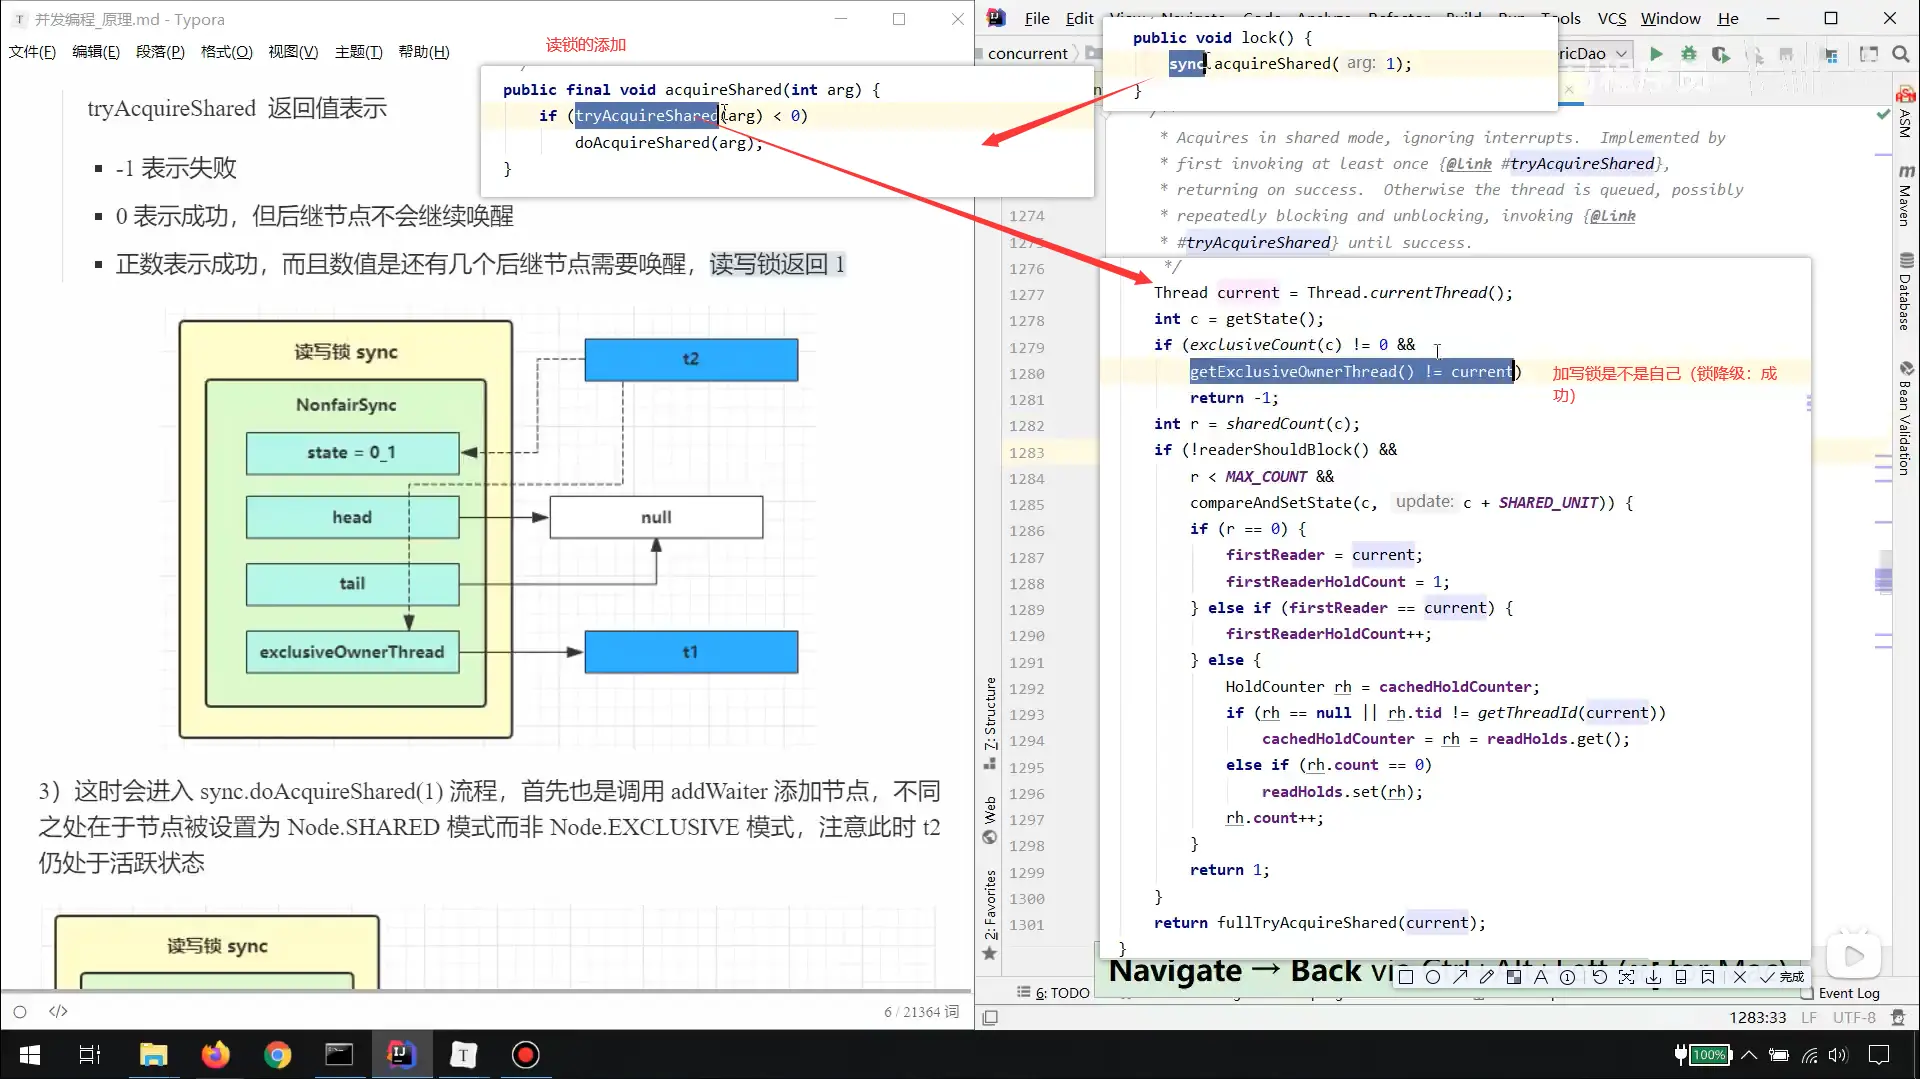 并发编程_原理.md - Typora
文件(F) 编辑(E) 段落(P) 格式(O) 视图(V) 主题(T) 帮助(H)
读锁的添加
public final void acquireShared(int arg) {
if (tryAcquireShared(arg) < 0)
doAcquireShared(arg);
}
tryAcquireShared 返回值表示
-1 表示失败
0 表示成功，但后继节点不会继续唤醒
正数表示成功，而且数值是还有几个后继节点需要唤醒，读写锁返回 1
读写锁 sync
NonfairSync
state = 0_1
head
tail
exclusiveOwnerThread
t2
null
t1
3）这时会进入 sync.doAcquireShared(1) 流程，首先也是调用 addWaiter 添加节点，不同
之处在于节点被设置为 Node.SHARED 模式而非 Node.EXCLUSIVE 模式，注意此时 t2
仍处于活跃状态
读写锁 sync
6 / 21364 词
File Edit View Navigate Code Analyze Refactor Build Run Tools VCS Window He
concurrent
ricDao
public void lock() {
sync.acquireShared( arg: 1);
}
* Acquires in shared mode, ignoring interrupts. Implemented by
* first invoking at least once {@link #tryAcquireShared},
* returning on success. Otherwise the thread is queued, possibly
1274 * repeatedly blocking and unblocking, invoking {@link
1275 * #tryAcquireShared} until success.
1276 */
1277 Thread current = Thread.currentThread();
1278 int c = getState();
1279 if (exclusiveCount(c) != 0 &&
1280 getExclusiveOwnerThread() != current)
加写锁是不是自己（锁降级：成
功）
1281 return -1;
1282 int r = sharedCount(c);
1283 if (!readerShouldBlock() &&
1284 r < MAX_COUNT &&
1285 compareAndSetState(c, update: c + SHARED_UNIT)) {
1286 if (r == 0) {
1287 firstReader = current;
1288 firstReaderHoldCount = 1;
1289 } else if (firstReader == current) {
1290 firstReaderHoldCount++;
1291 } else {
1292 HoldCounter rh = cachedHoldCounter;
1293 if (rh == null || rh.tid != getThreadId(current))
1294 cachedHoldCounter = rh = readHolds.get();
1295 else if (rh.count == 0)
1296 readHolds.set(rh);
1297 rh.count++;
1298 }
1299 return 1;
1300 }
1301 return fullTryAcquireShared(current);
}
Navigate → Back via Ctrl+Alt+Left
完成
7: Structure
Web
2: Favorites
ASM
Maven
Database
Bean Validation
6: TODO
Event Log
1283:33 LF UTF-8
100%